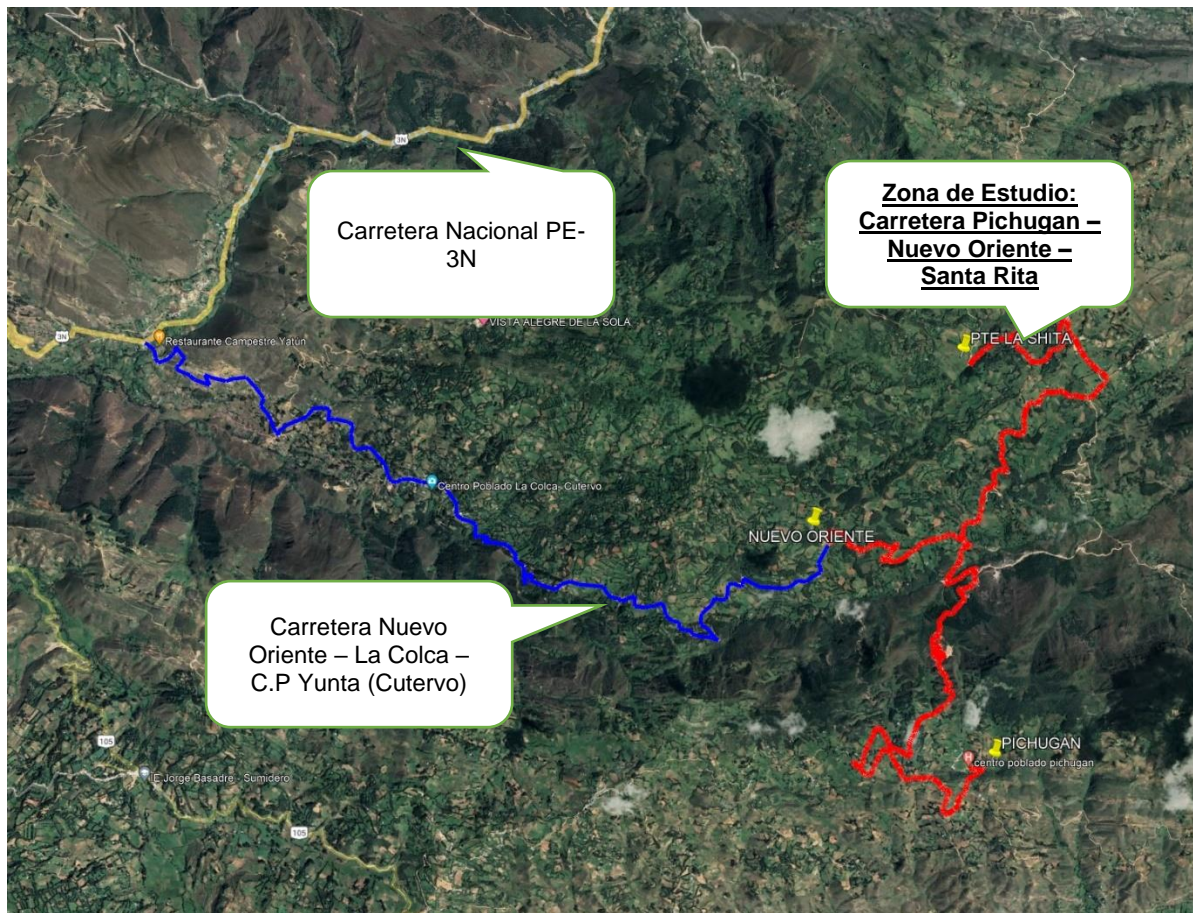 3N
Carretera Nacional PE-
3N
Zona de Estudio:
Carretera Pichugan –
Nuevo Oriente –
Santa Rita
3N
Restaurante Campestre Yatún
VISTA ALEGRE DE LA SOLA
PTE LA SHITA
Centro Poblado La Colca- Cutervo
NUEVO ORIENTE
Carretera Nuevo
Oriente – La Colca –
C.P Yunta (Cutervo)
105
IE Jorge Basadre - Sumidero
PICHUGAN
centro poblado pichugan
105